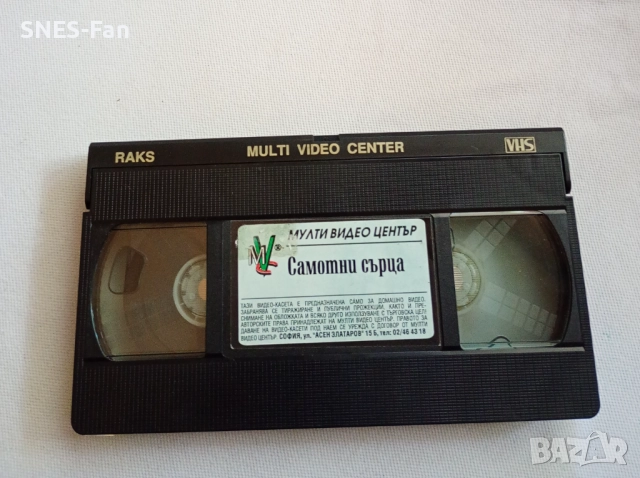 SNES-Fan
RAKS MULTI VIDEO CENTER VHS
MVC® МУЛТИ ВИДЕО ЦЕНТЪР
Самотни сърца
ТАЗИ ВИДЕО-КАСЕТА Е ПРЕДНАЗНАЧЕНА САМО ЗА ДОМАШНО ВИДЕО.
ЗАБРАНЯВА СЕ ТИРАЖИРАНЕ И ПУБЛИЧНИ ПРОЖЕКЦИИ, КАКТО И ПРЕ-
СНИМАНЕ НА ОБЛОЖКАТА И ВСЯКО ДРУГО ИЗПОЛЗУВАНЕ С ТЪРГОВСКА ЦЕЛ!
АВТОРСКИТЕ ПРАВА ПРИНАДЛЕЖАТ НА МУЛТИ ВИДЕО ЦЕНТЪР. ПРАВОТО ЗА
ДАВАНЕ НА ВИДЕО-КАСЕТИ ПОД НАЕМ СЕ УРЕЖДА С ДОГОВОР ОТ МУЛТИ
ВИДЕО ЦЕНТЪР. СОФИЯ, ул. "АСЕН ЗЛАТАРОВ" 15 Б, тел: 02/46 43 18
BAZAR